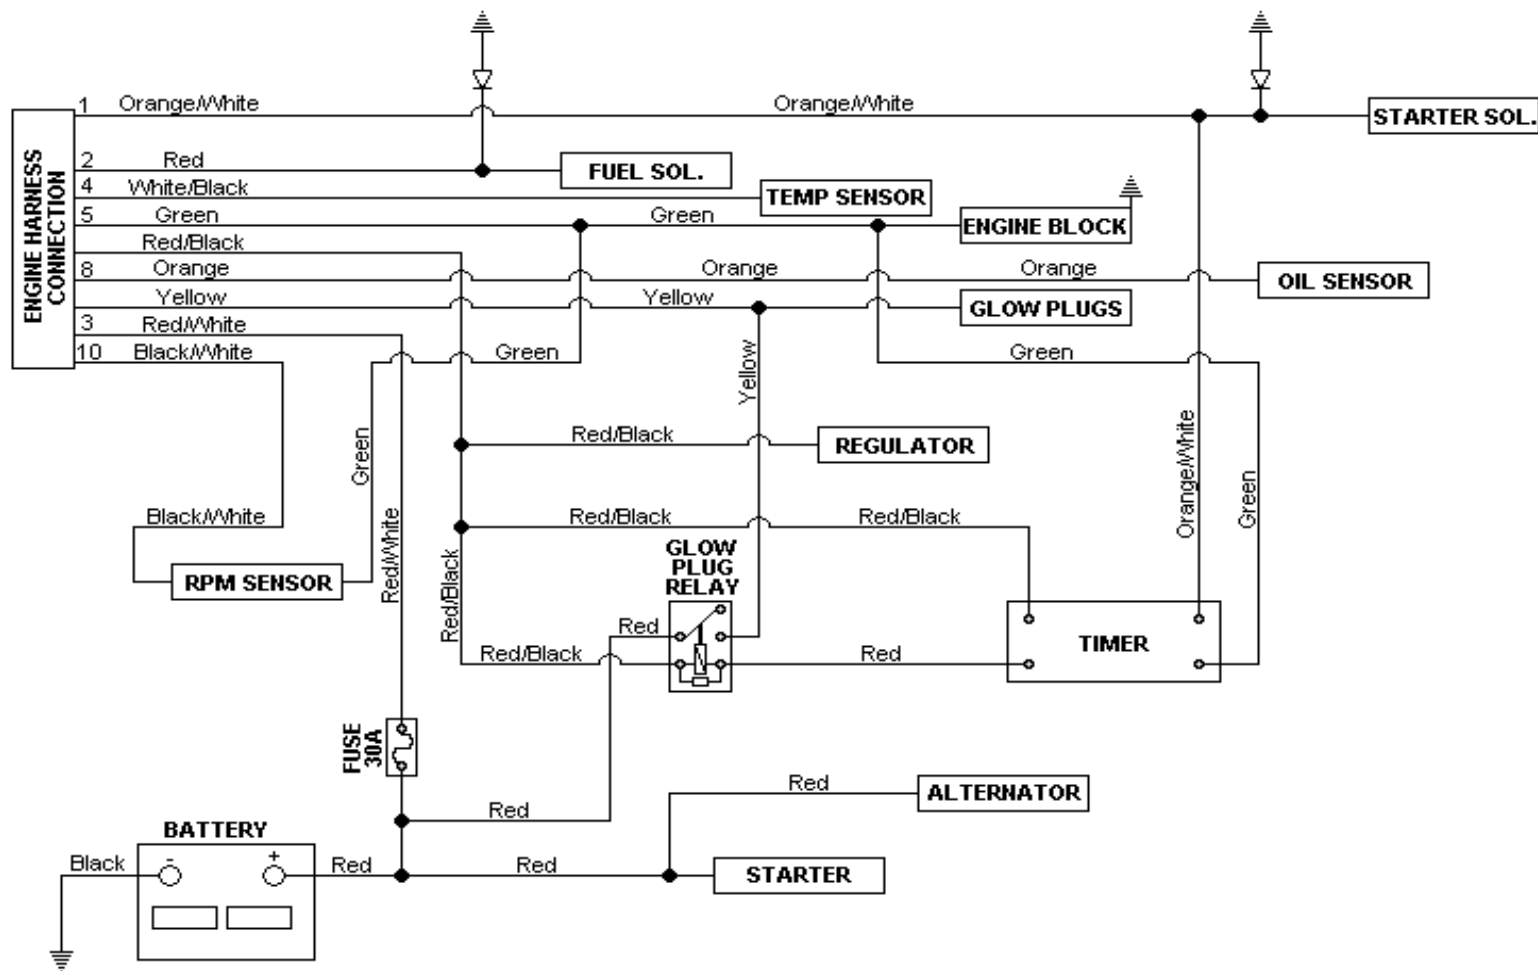 1 Orange/White Orange/White
STARTER SOL.
2 Red
FUEL SOL.
4 White/Black
TEMP SENSOR
5 Green Green
ENGINE BLOCK
Red/Black
8 Orange Orange Orange
OIL SENSOR
Yellow Yellow
GLOW PLUGS
3 Red/White
10 Black/White Green Green
ENGINE HARNESS
CONNECTION
Yellow
Green
Red/Black
REGULATOR
Orange/White
Green
Black/White
Red/White
Red/Black Red/Black
RPM SENSOR
Red/Black
GLOW
PLUG
RELAY
Red
Red/Black
Red
TIMER
FUSE
30A
Red
Red
ALTERNATOR
BATTERY
Black
-
+
Red
Red
STARTER